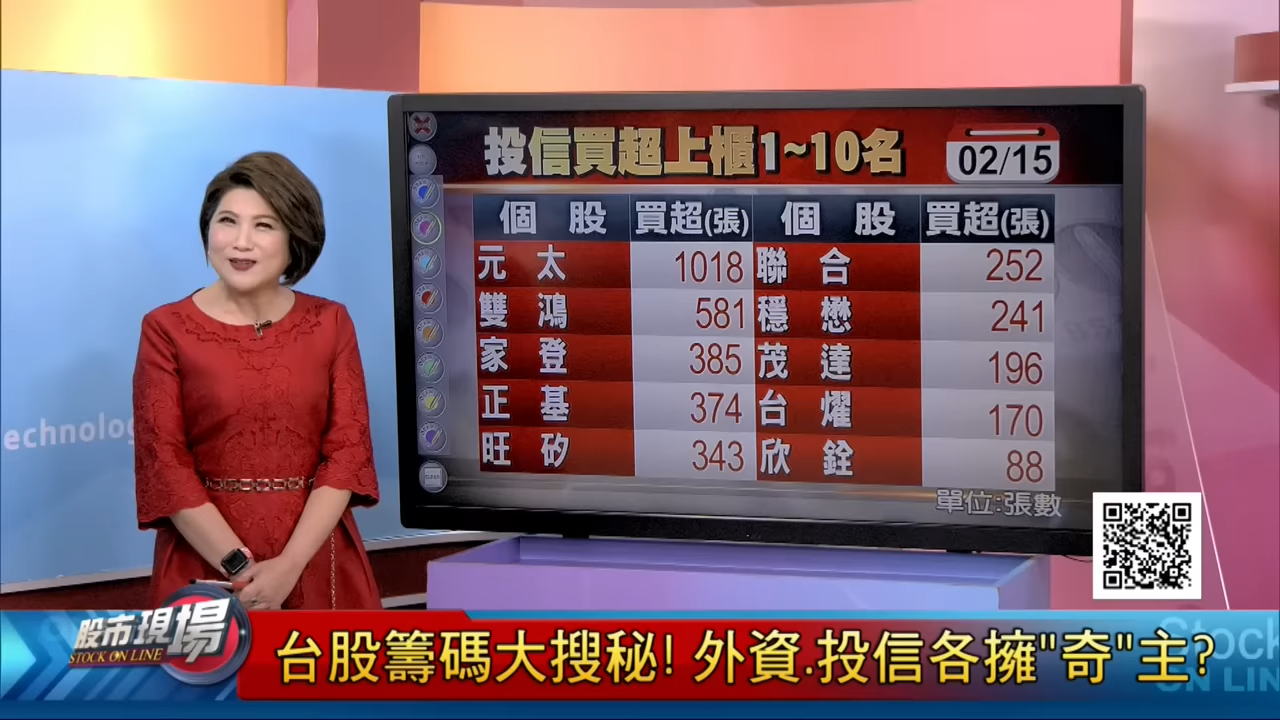 投信買超上櫃1~10名
02/15
個股 買超(張) 個股 買超(張)
元太 1018 聯合 252
雙鴻 581 穩懋 241
家登 385 茂達 196
正基 374 台燿 170
旺矽 343 欣銓 88
單位:張數
echnolog
股市現場
STOCK ON LINE
台股籌碼大搜秘! 外資.投信各擁"奇"主?
Stock
ON LIN